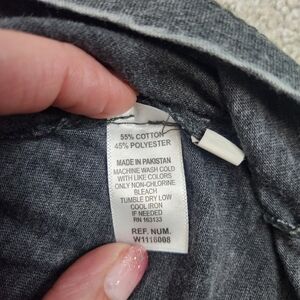 55% COTTON
45% POLYESTER
MADE IN PAKISTAN
MACHINE WASH COLD
WITH LIKE COLORS
ONLY NON-CHLORINE
BLEACH
TUMBLE DRY LOW
COOL IRON
IF NEEDED
RN 163133
REF. NUM.
W1116008